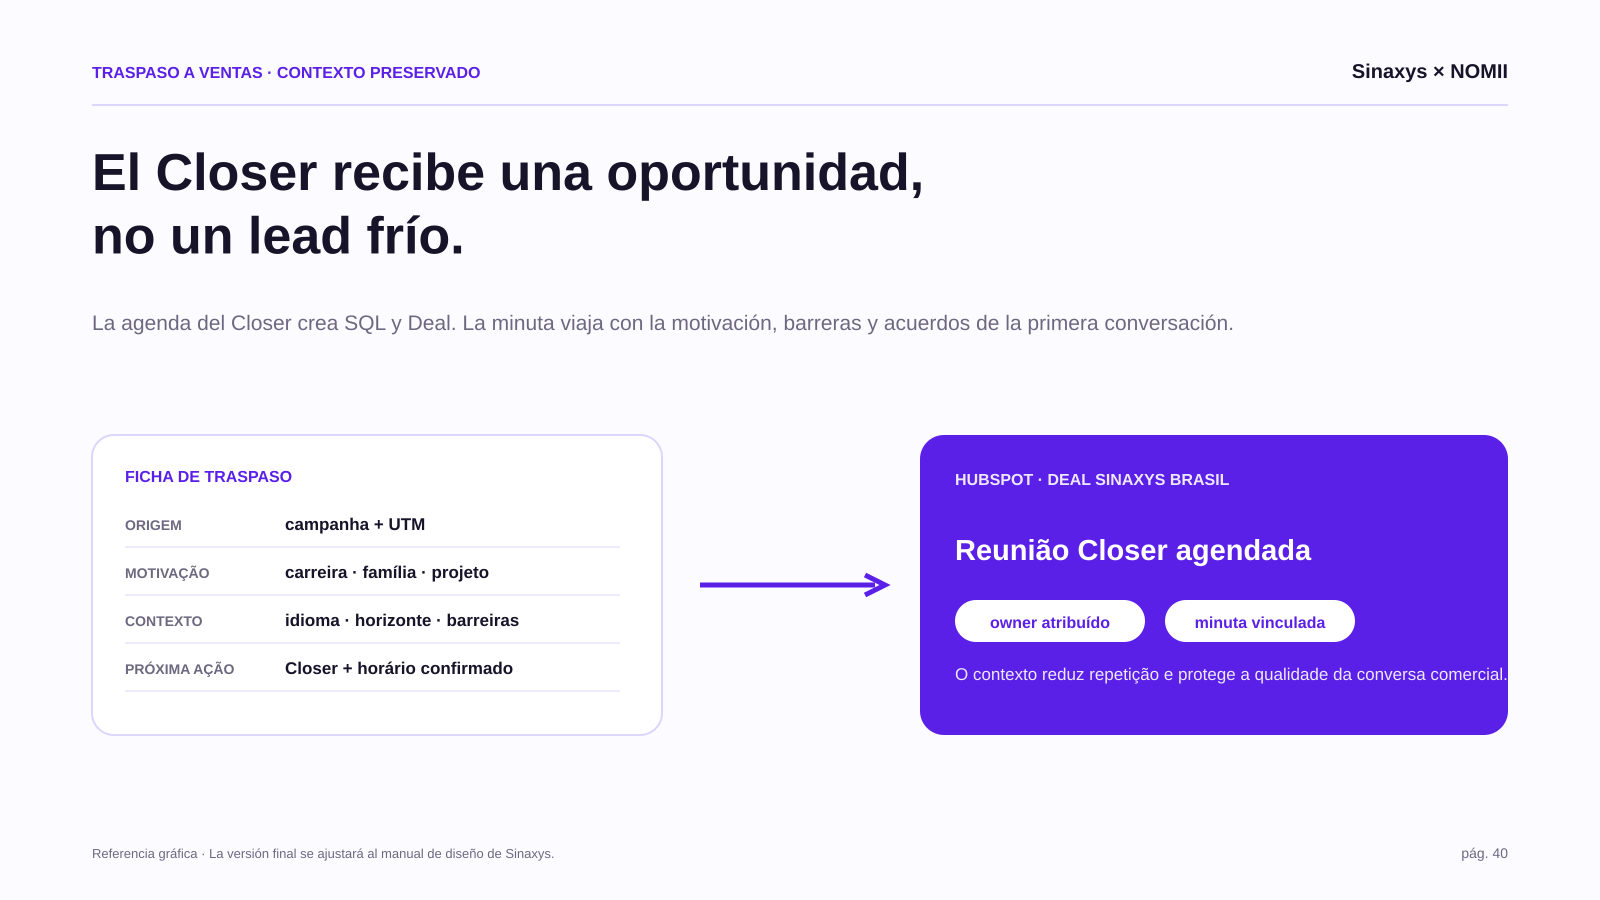 TRASPASO A VENTAS · CONTEXTO PRESERVADO
Sinaxys × NOMII
El Closer recibe una oportunidad,
no un lead frío.
La agenda del Closer crea SQL y Deal. La minuta viaja con la motivación, barreras y acuerdos de la primera conversación.
FICHA DE TRASPASO
ORIGEM campanha + UTM
MOTIVAÇÃO carreira · família · projeto
CONTEXTO idioma · horizonte · barreiras
PRÓXIMA AÇÃO Closer + horário confirmado
HUBSPOT · DEAL SINAXYS BRASIL
Reunião Closer agendada
owner atribuído minuta vinculada
O contexto reduz repetição e protege a qualidade da conversa comercial.
Referencia gráfica · La versión final se ajustará al manual de diseño de Sinaxys.
pág. 40